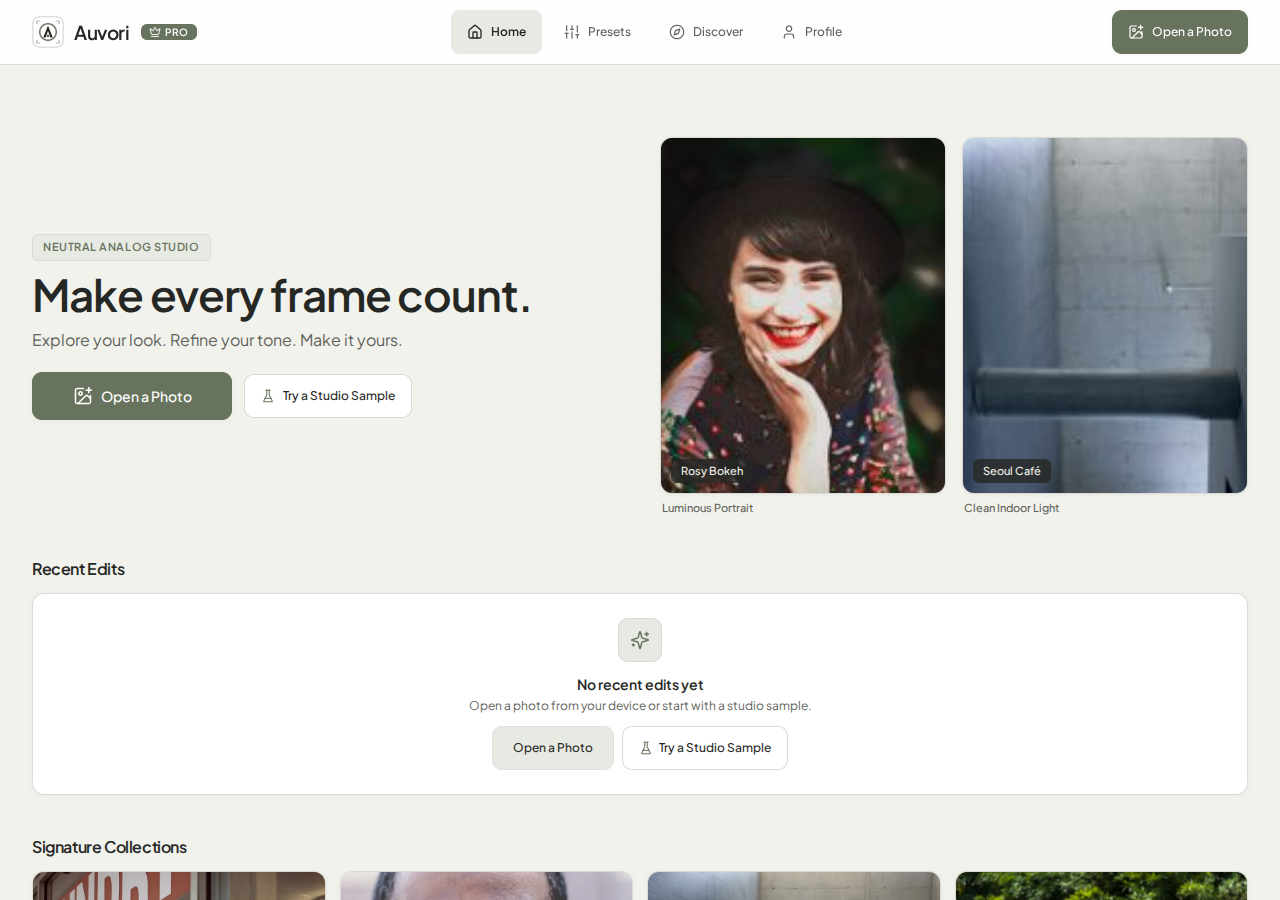 Auvori
PRO
Home
Presets
Discover
Profile
Open a Photo
NEUTRAL ANALOG STUDIO
Make every frame count.
Explore your look. Refine your tone. Make it yours.
Open a Photo
Try a Studio Sample
Rosy Bokeh
Luminous Portrait
Seoul Café
Clean Indoor Light
Recent Edits
No recent edits yet
Open a photo from your device or start with a studio sample.
Open a Photo
Try a Studio Sample
Signature Collections